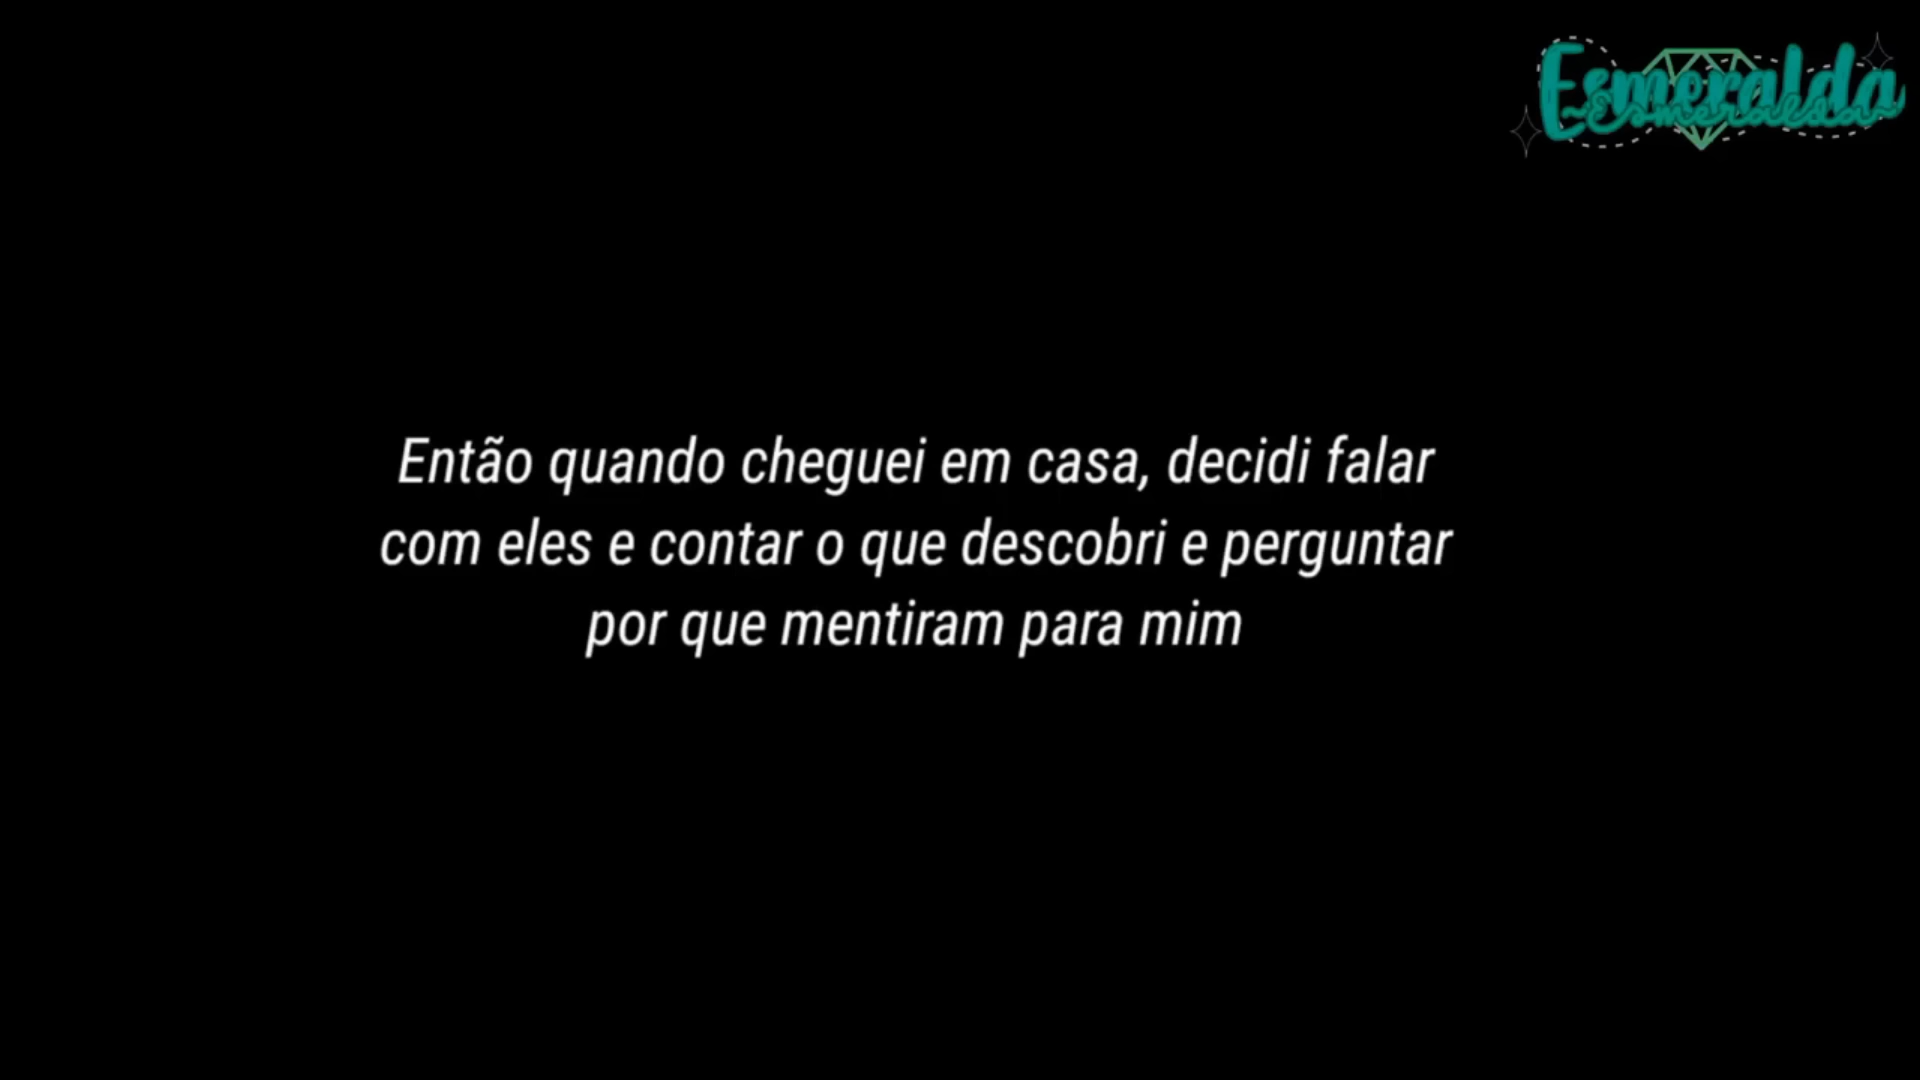 Esmeralda
~Esmeralda~
Então quando cheguei em casa, decidi falar
com eles e contar o que descobri e perguntar
por que mentiram para mim